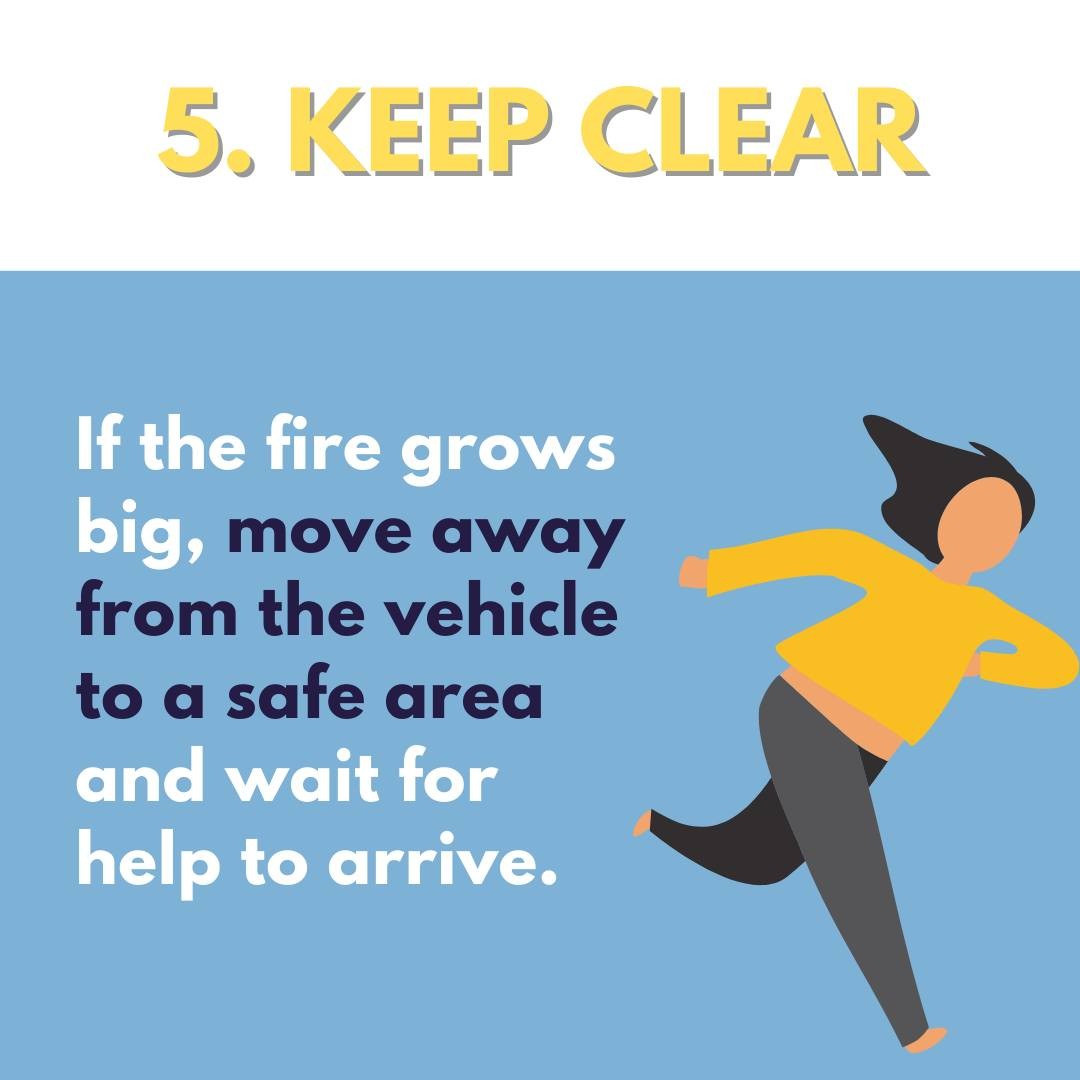 5. KEEP CLEAR
If the fire grows
big, move away
from the vehicle
to a safe area
and wait for
help to arrive.